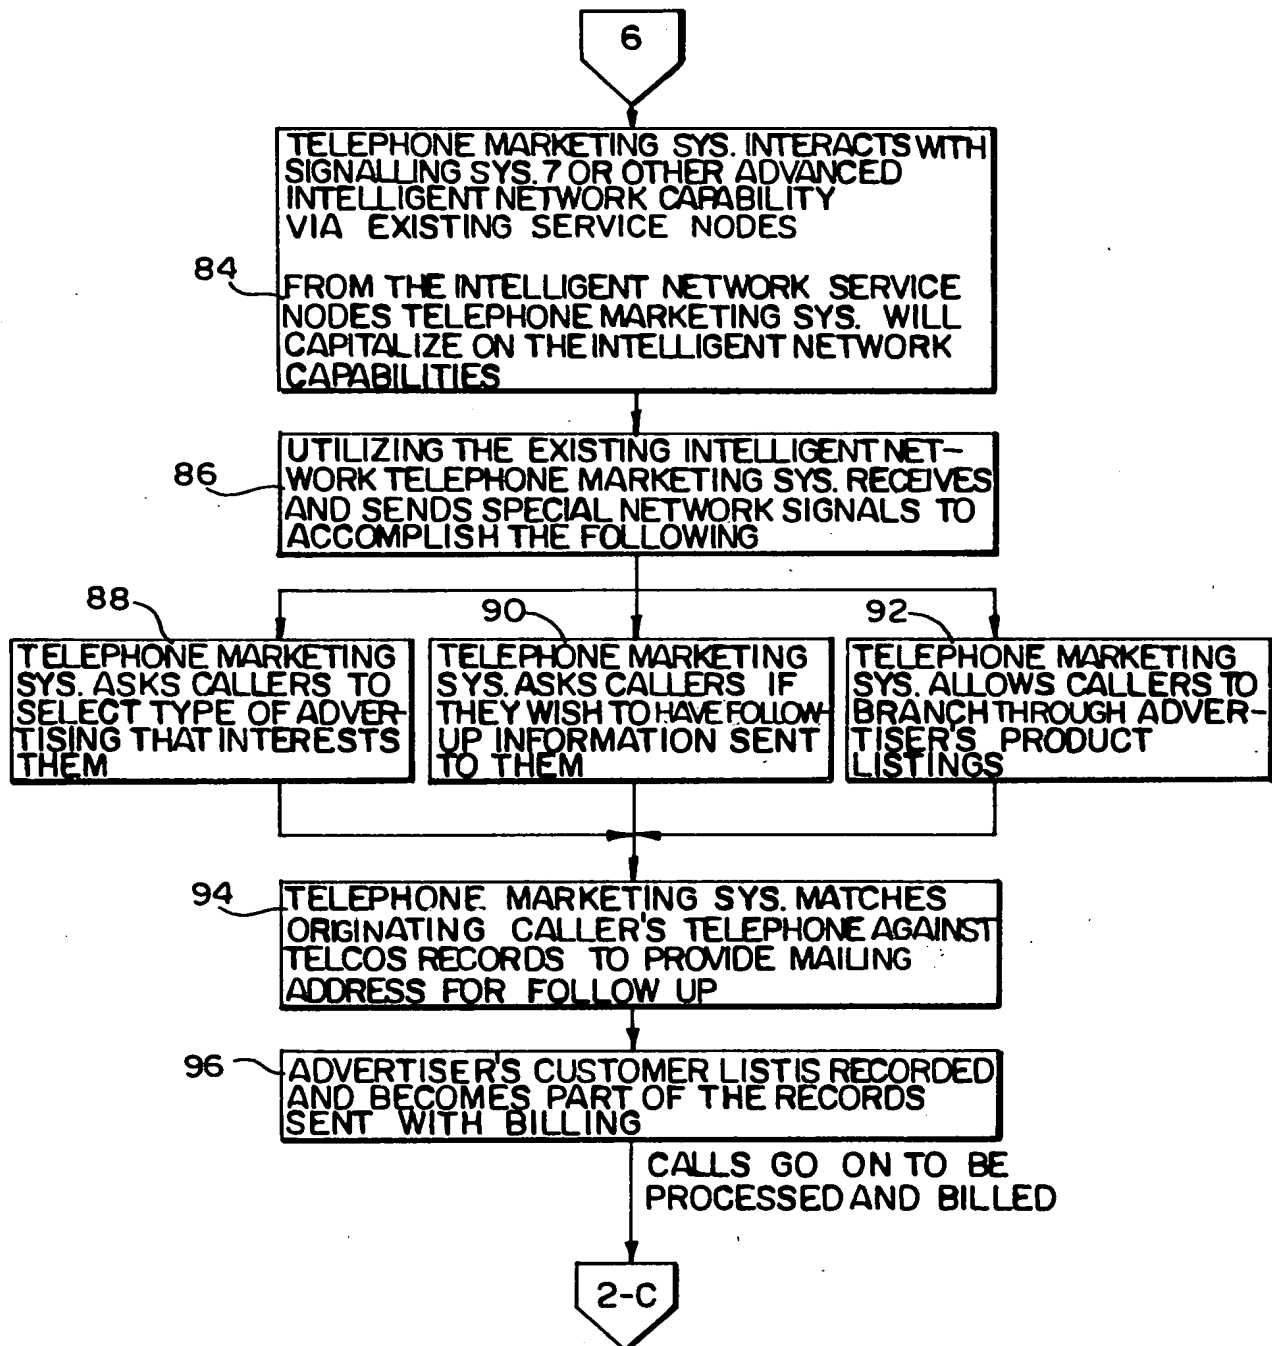 6
TELEPHONE MARKETING SYS. INTERACTS WITH
SIGNALLING SYS. 7 OR OTHER ADVANCED
INTELLIGENT NETWORK CAPABILITY
VIA EXISTING SERVICE NODES
84
FROM THE INTELLIGENT NETWORK SERVICE
NODES TELEPHONE MARKETING SYS. WILL
CAPITALIZE ON THE INTELLIGENT NETWORK
CAPABILITIES
86
UTILIZING THE EXISTING INTELLIGENT NET-
WORK TELEPHONE MARKETING SYS. RECEIVES
AND SENDS SPECIAL NETWORK SIGNALS TO
ACCOMPLISH THE FOLLOWING
88
TELEPHONE MARKETING
SYS. ASKS CALLERS TO
SELECT TYPE OF ADVER-
TISING THAT INTERESTS
THEM
90
TELEPHONE MARKETING
SYS. ASKS CALLERS IF
THEY WISH TO HAVE FOLLOW-
UP INFORMATION SENT
TO THEM
92
TELEPHONE MARKETING
SYS. ALLOWS CALLERS TO
BRANCH THROUGH ADVER-
TISER'S PRODUCT
LISTINGS
94
TELEPHONE MARKETING SYS. MATCHES
ORIGINATING CALLER'S TELEPHONE AGAINST
TELCOS RECORDS TO PROVIDE MAILING
ADDRESS FOR FOLLOW UP
96
ADVERTISER'S CUSTOMER LIST IS RECORDED
AND BECOMES PART OF THE RECORDS
SENT WITH BILLING
CALLS GO ON TO BE
PROCESSED AND BILLED
2-C